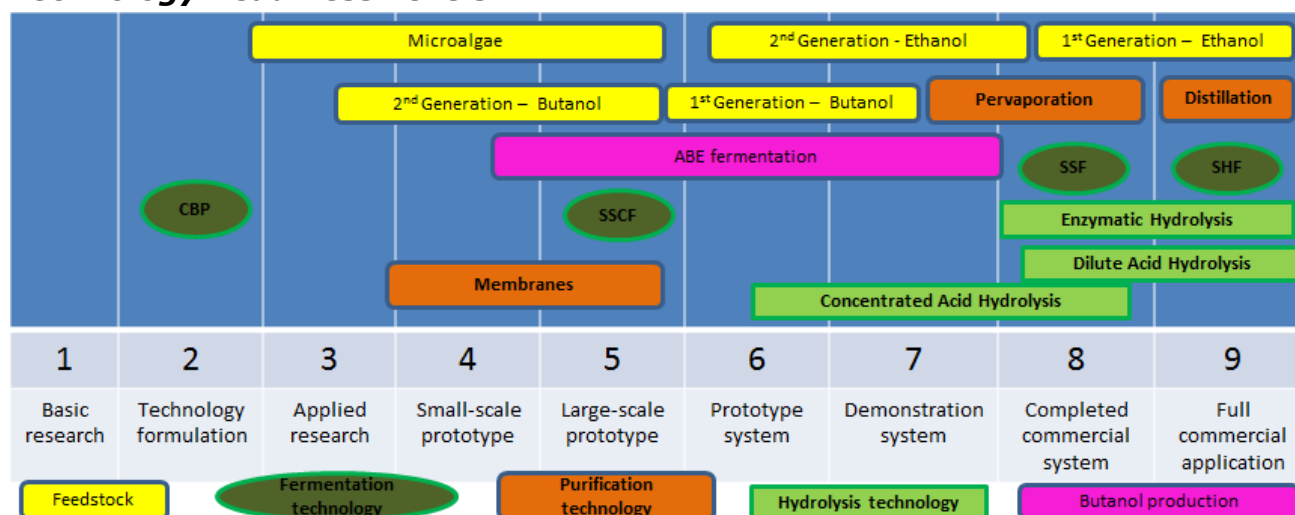 Microalgae
2nd Generation - Ethanol
1st Generation – Ethanol
2nd Generation – Butanol
1st Generation – Butanol
Pervaporation
Distillation
ABE fermentation
SSF
SHF
CBP
SSCF
Enzymatic Hydrolysis
Dilute Acid Hydrolysis
Membranes
Concentrated Acid Hydrolysis
1 2 3 4 5 6 7 8 9
Basic
research
Technology
formulation
Applied
research
Small-scale
prototype
Large-scale
prototype
Prototype
system
Demonstration
system
Completed
commercial
system
Full
commercial
application
Feedstock
Fermentation
technology
Purification
technology
Hydrolysis technology
Butanol production